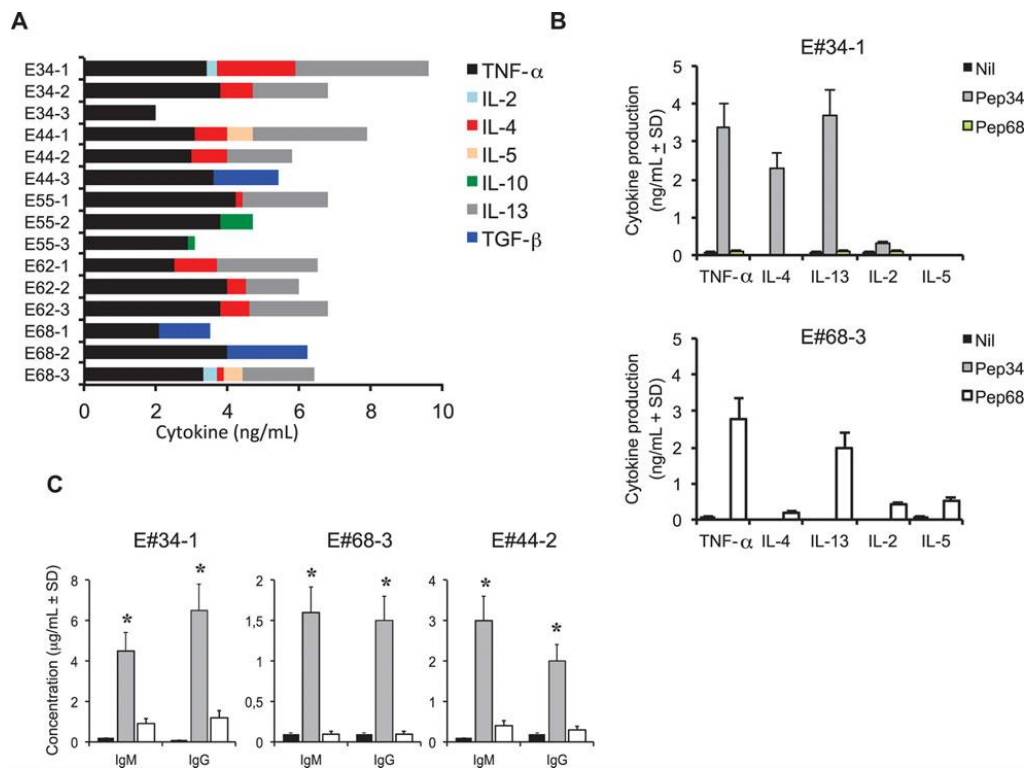 A
E34-1
E34-2
E34-3
E44-1
E44-2
E44-3
E55-1
E55-2
E55-3
E62-1
E62-2
E62-3
E68-1
E68-2
E68-3
0 2 4 6 8 10
Cytokine (ng/mL)
TNF-α
IL-2
IL-4
IL-5
IL-10
IL-13
TGF-β
B
E#34-1
Cytokine production
(ng/mL ± SD)
5
4
3
2
1
0
TNF-α IL-4 IL-13 IL-2 IL-5
Nil
Pep34
Pep68
E#68-3
Cytokine production
(ng/mL + SD)
5
4
3
2
1
0
TNF-α IL-4 IL-13 IL-2 IL-5
Nil
Pep34
Pep68
C
Concentration (µg/mL ± SD)
E#34-1
8
6
4
2
0
* *
IgM IgG
E#68-3
2
1,5
1
0,5
0
* *
IgM IgG
E#44-2
4
3
2
1
0
* *
IgM IgG